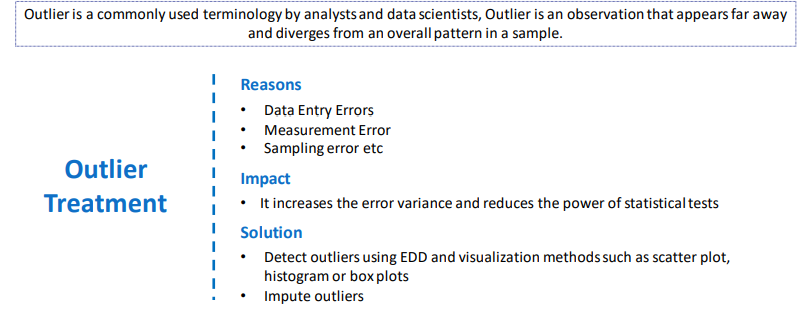 Outlier is a commonly used terminology by analysts and data scientists, Outlier is an observation that appears far away
and diverges from an overall pattern in a sample.
Outlier
Treatment
Reasons
• Data Entry Errors
• Measurement Error
• Sampling error etc
Impact
• It increases the error variance and reduces the power of statistical tests
Solution
• Detect outliers using EDD and visualization methods such as scatter plot,
histogram or box plots
• Impute outliers